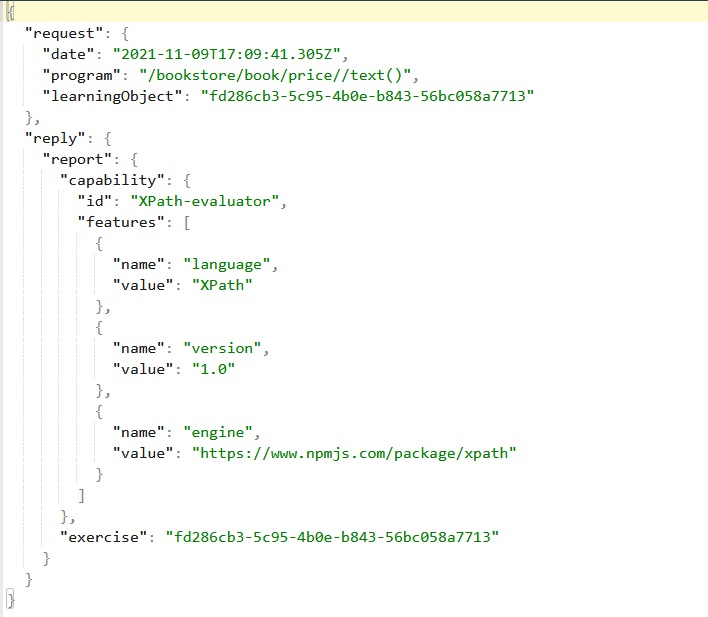 {
  "request": {
    "date": "2021-11-09T17:09:41.305Z",
    "program": "/bookstore/book/price//text()",
    "learningObject": "fd286cb3-5c95-4b0e-b843-56bc058a7713"
  },
  "reply": {
    "report": {
      "capability": {
        "id": "XPath-evaluator",
        "features": [
          {
            "name": "language",
            "value": "XPath"
          },
          {
            "name": "version",
            "value": "1.0"
          },
          {
            "name": "engine",
            "value": "https://www.npmjs.com/package/xpath"
          }
        ]
      },
      "exercise": "fd286cb3-5c95-4b0e-b843-56bc058a7713"
    }
  }
}